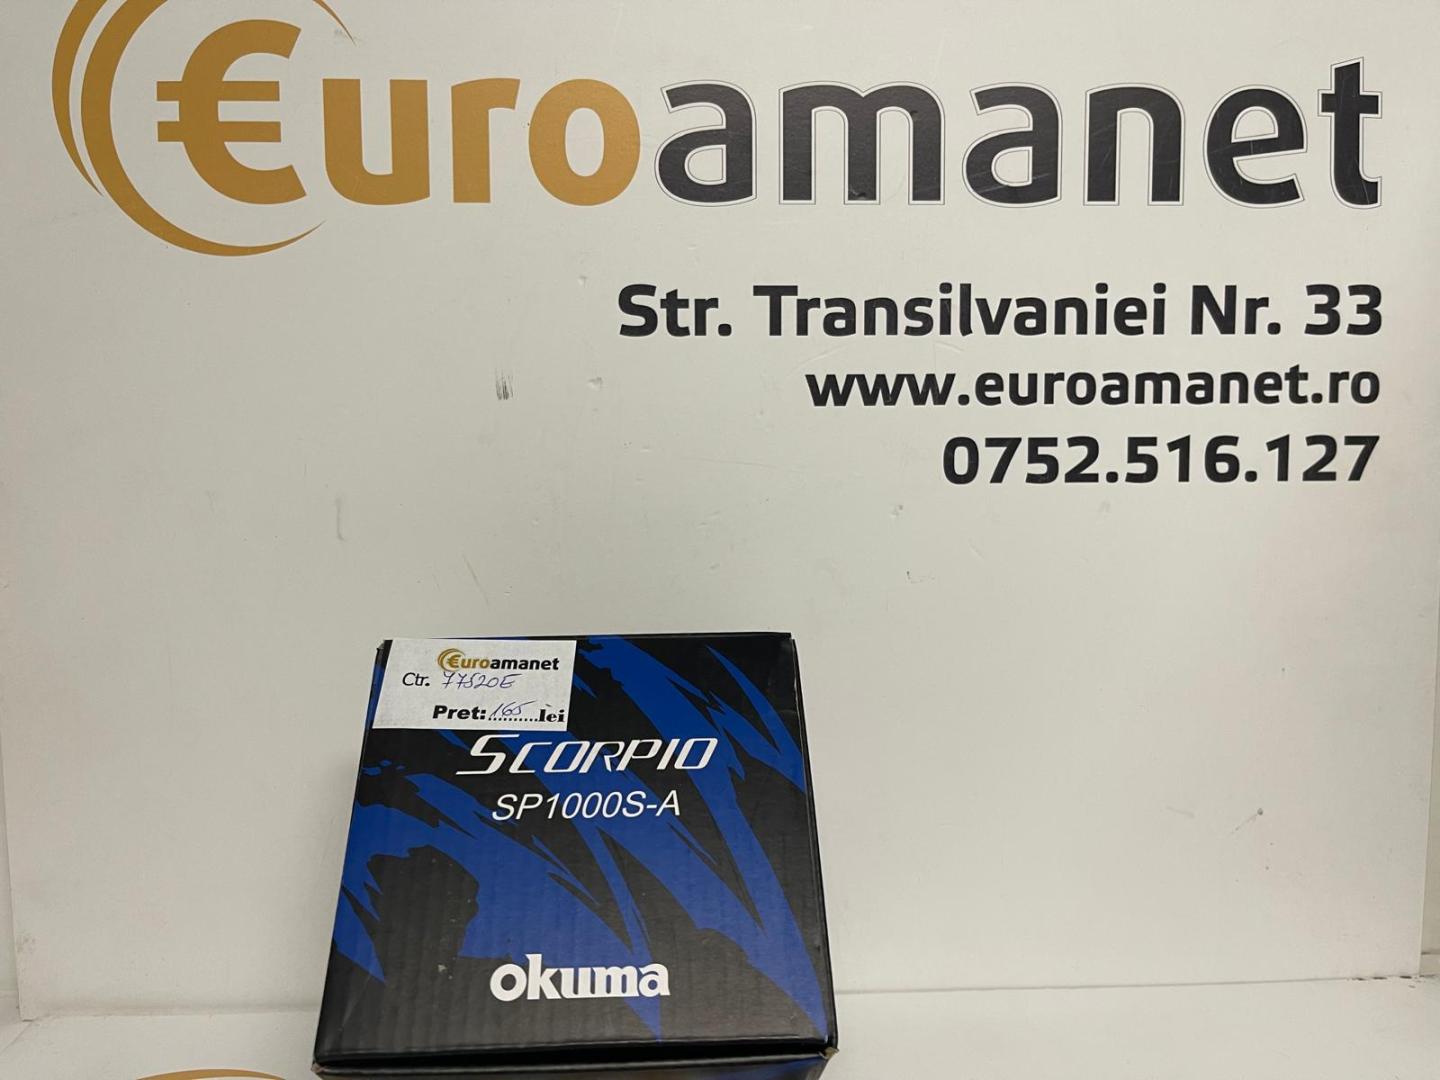 €uroamanet
Str. Transilvaniei Nr. 33
www.euroamanet.ro
0752.516.127
€uroamanet
Ctr. 77520E
Pret: 165 lei
SCORPIO
SP1000S-A
okuma